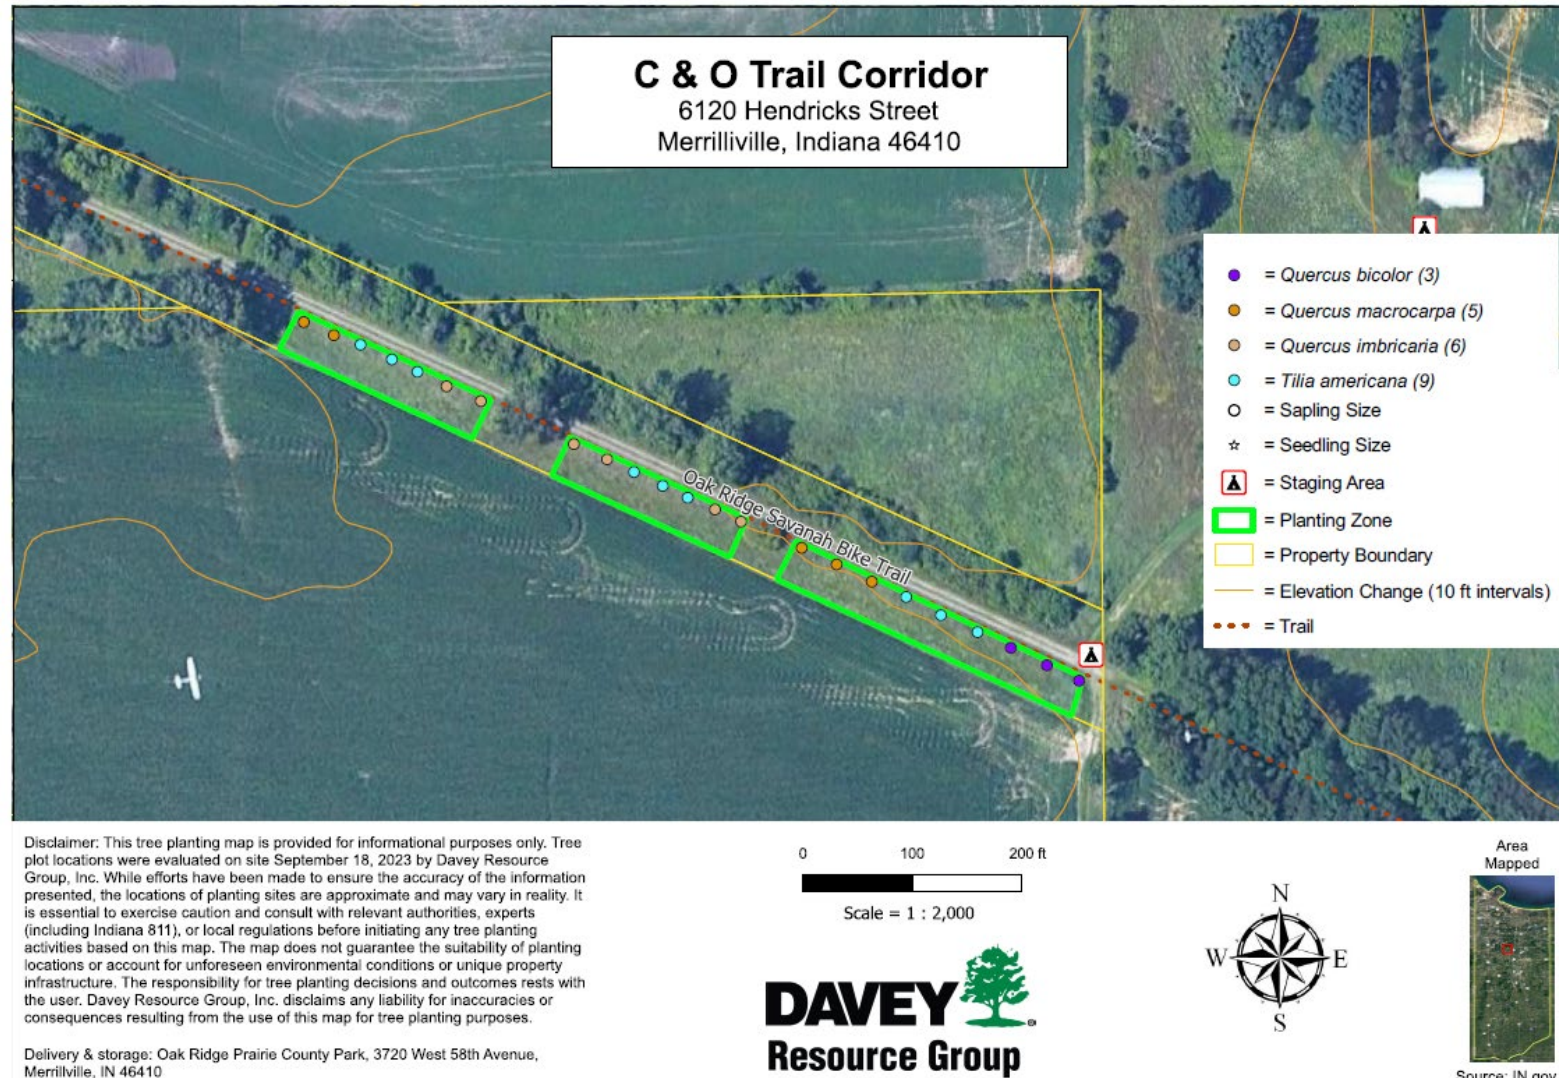 C & O Trail Corridor
6120 Hendricks Street
Merrilliville, Indiana 46410
= Quercus bicolor (3)
= Quercus macrocarpa (5)
= Quercus imbricaria (6)
= Tilia americana (9)
= Sapling Size
= Seedling Size
= Staging Area
= Planting Zone
= Property Boundary
= Elevation Change (10 ft intervals)
= Trail
Oak Ridge Savanah Bike Trail
Disclaimer: This tree planting map is provided for informational purposes only. Tree
plot locations were evaluated on site September 18, 2023 by Davey Resource
Group, Inc. While efforts have been made to ensure the accuracy of the information
presented, the locations of planting sites are approximate and may vary in reality. It
is essential to exercise caution and consult with relevant authorities, experts
(including Indiana 811), or local regulations before initiating any tree planting
activities based on this map. The map does not guarantee the suitability of planting
locations or account for unforeseen environmental conditions or unique property
infrastructure. The responsibility for tree planting decisions and outcomes rests with
the user. Davey Resource Group, Inc. disclaims any liability for inaccuracies or
consequences resulting from the use of this map for tree planting purposes.
Delivery & storage: Oak Ridge Prairie County Park, 3720 West 58th Avenue,
Merrillville, IN 46410
0 100 200 ft
Scale = 1 : 2,000
DAVEY
Resource Group
N
W E
S
Area
Mapped
Source: IN.gov